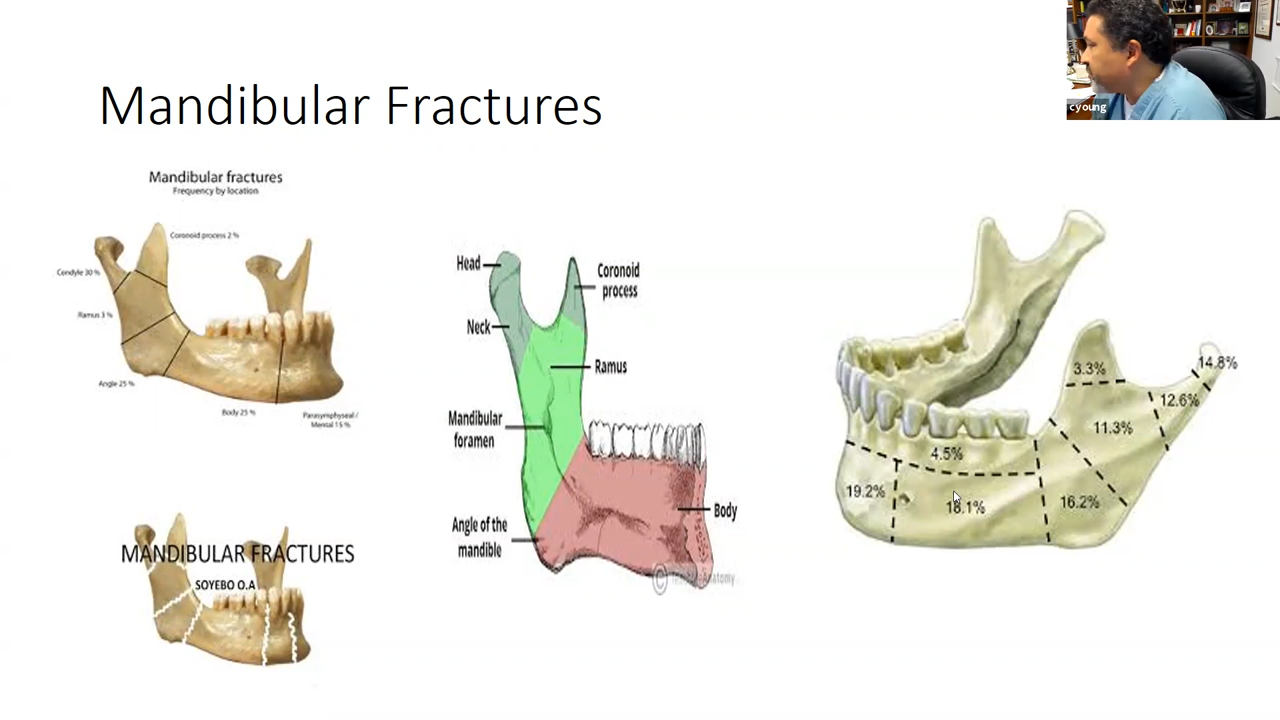 cyoung
Mandibular Fractures
Mandibular fractures
Frequency by location
Coronoid process 2 %
Condyle 30 %
Ramus 3 %
Angle 25 %
Body 25 %
Parasymphyseal /
Mental 15 %
MANDIBULAR FRACTURES
SOYEBO O.A
Head
Coronoid
process
Neck
Ramus
Mandibular
foramen
Body
Angle of the
mandible
14.8%
3.3%
12.6%
11.3%
4.5%
19.2%
18.1%
16.2%